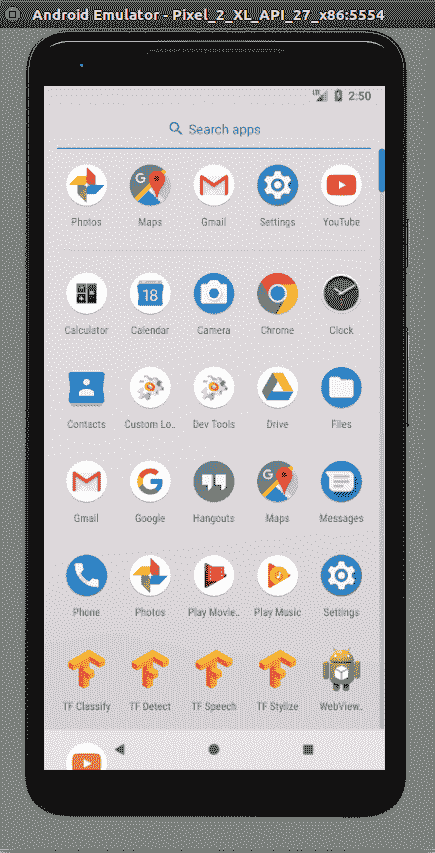 Android Emulator - Pixel_2_XL_API_27_x86:5554
LTE 2:50
Search apps
Photos Maps Gmail Settings YouTube
18
Calculator Calendar Camera Chrome Clock
Contacts Custom Lo.. Dev Tools Drive Files
Gmail Google Hangouts Maps Messages
Phone Photos Play Movie.. Play Music Settings
TF Classify TF Detect TF Speech TF Stylize WebView..